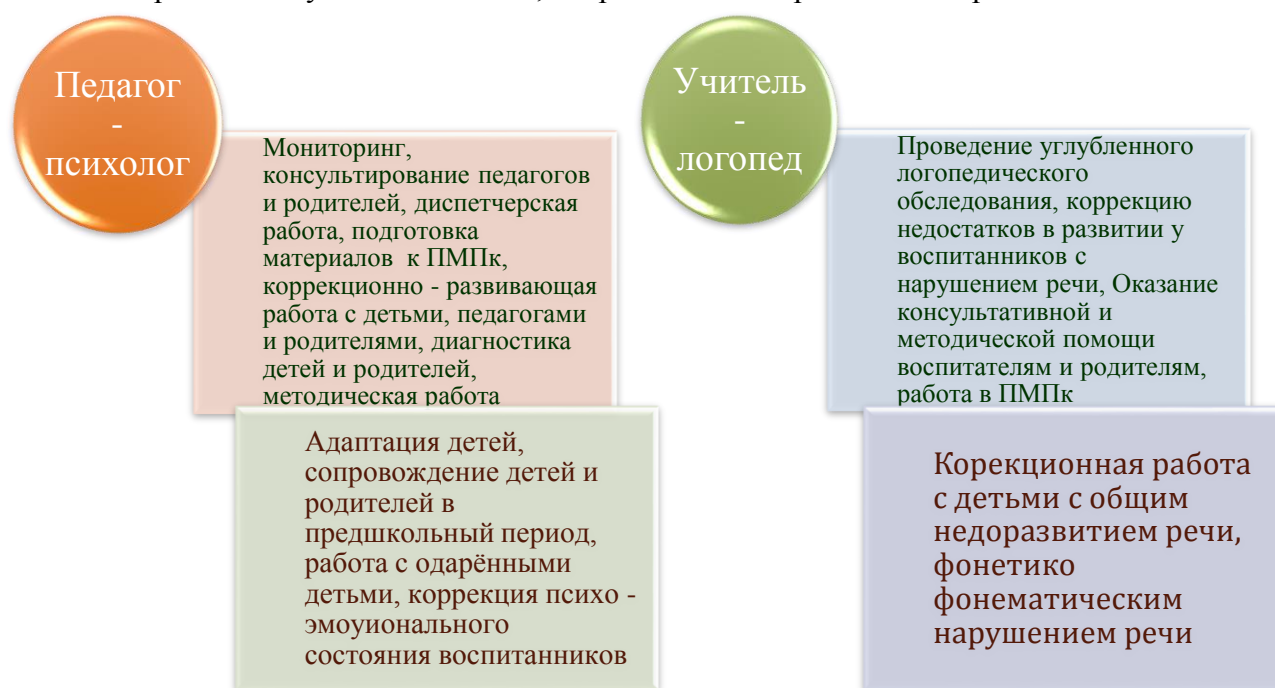 Педагог
-
психолог
Мониторинг,
консультирование педагогов
и родителей, диспетчерская
работа, подготовка
материалов к ПМПк,
коррекционно - развивающая
работа с детьми, педагогами
и родителями, диагностика
детей и родителей,
методическая работа
Адаптация детей,
сопровождение детей и
родителей в
предшкольный период,
работа с одарёнными
детьми, коррекция психо -
эмоуионального
состояния воспитанников
Учитель
-
логопед
Проведение углубленного
логопедического
обследования, коррекцию
недостатков в развитии у
воспитанников с
нарушением речи, Оказание
консультативной и
методической помощи
воспитателям и родителям,
работа в ПМПк
Корекционная работа
с детьми с общим
недоразвитием речи,
фонетико
фонематическим
нарушением речи